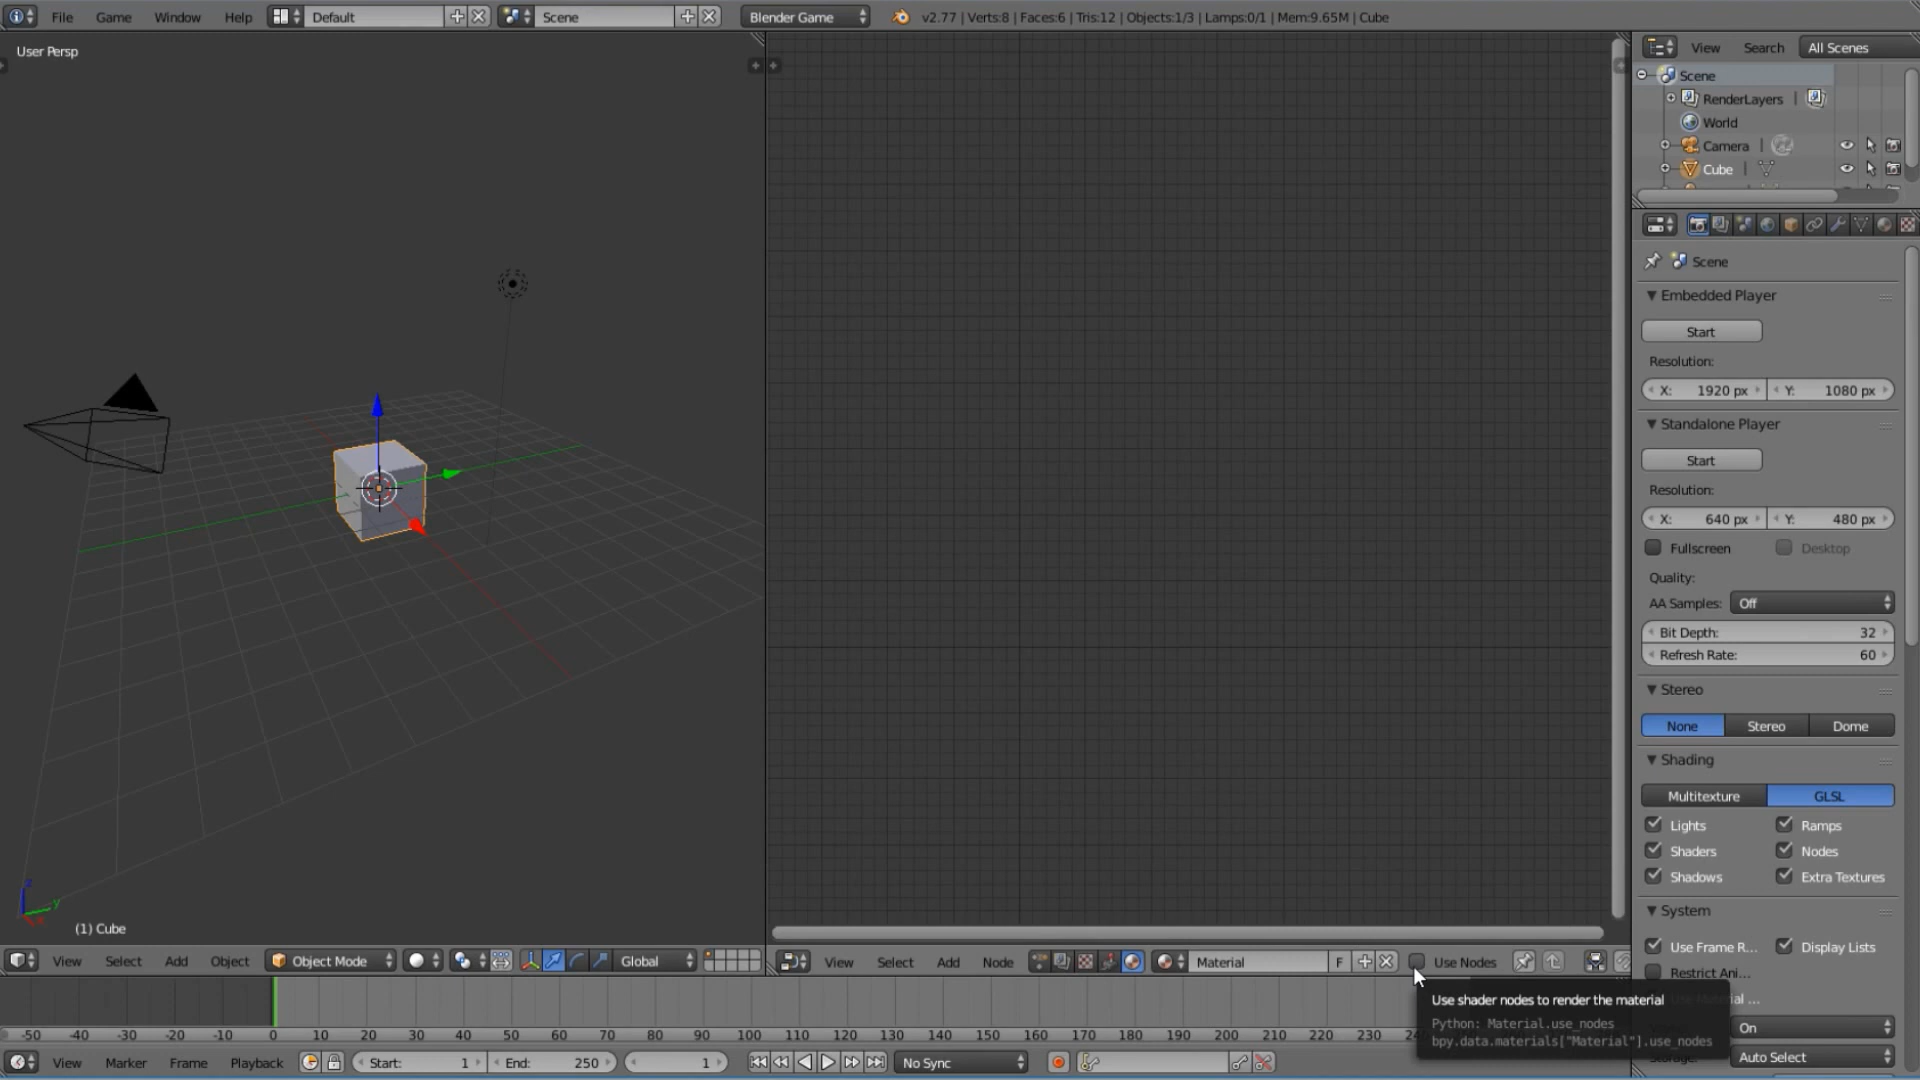 File Game Window Help Default Scene Blender Game v2.77 | Verts:8 | Faces:6 | Tris:12 | Objects:1/3 | Lamps:0/1 | Mem:9.65M | Cube
User Persp
View Search All Scenes
Scene
RenderLayers
World
Camera
Cube
Scene
Embedded Player
Start
Resolution:
X: 1920 px Y: 1080 px
Standalone Player
Start
Resolution:
X: 640 px Y: 480 px
Fullscreen Desktop
Quality:
AA Samples: Off
Bit Depth: 32
Refresh Rate: 60
Stereo
None Stereo Dome
Shading
Multitexture GLSL
Lights Ramps
Shaders Nodes
Shadows Extra Textures
System
Use Frame R... Display Lists
Restrict Ani...
On
Auto Select
z
y
(1) Cube
View Select Add Object Object Mode Global
View Select Add Node Material F Use Nodes
Use shader nodes to render the material
Python: Material.use_nodes
bpy.data.materials["Material"].use_nodes
-50 -40 -30 -20 -10 0 10 20 30 40 50 60 70 80 90 100 110 120 130 140 150 160 170 180 190 200 210 220 230
View Marker Frame Playback Start: 1 End: 250 1 No Sync